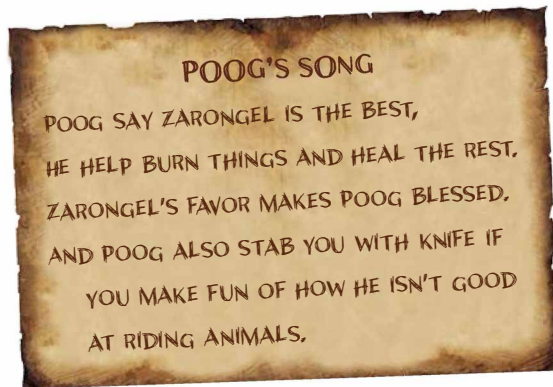 POOG'S SONG
POOG SAY ZARONGEL IS THE BEST,
HE HELP BURN THINGS AND HEAL THE REST.
ZARONGEL'S FAVOR MAKES POOG BLESSED.
AND POOG ALSO STAB YOU WITH KNIFE IF
YOU MAKE FUN OF HOW HE ISN'T GOOD
AT RIDING ANIMALS.